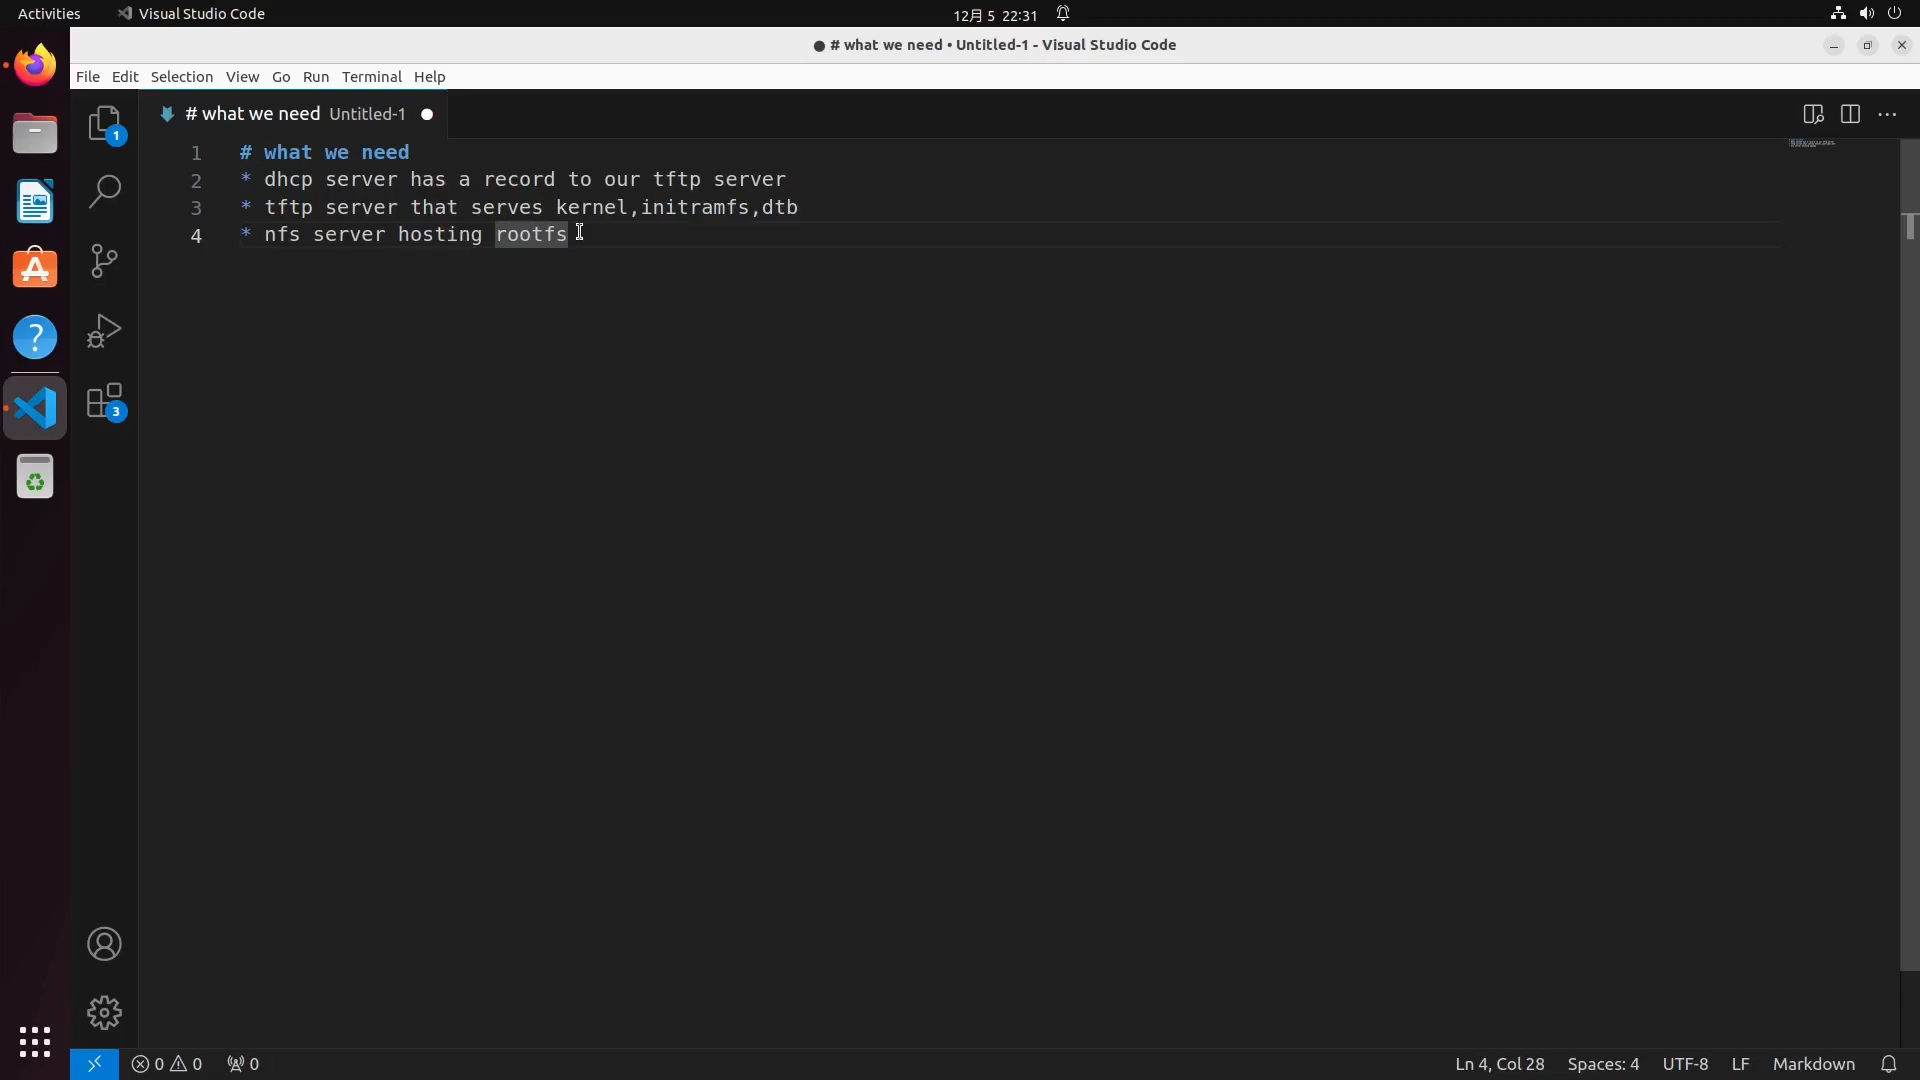 Activities
Visual Studio Code
12月 5 22:31
● # what we need • Untitled-1 - Visual Studio Code
File Edit Selection View Go Run Terminal Help
# what we need Untitled-1
1
1 # what we need
2 * dhcp server has a record to our tftp server
3 * tftp server that serves kernel,initramfs,dtb
4 * nfs server hosting rootfs
3
0 0 0
Ln 4, Col 28 Spaces: 4 UTF-8 LF Markdown